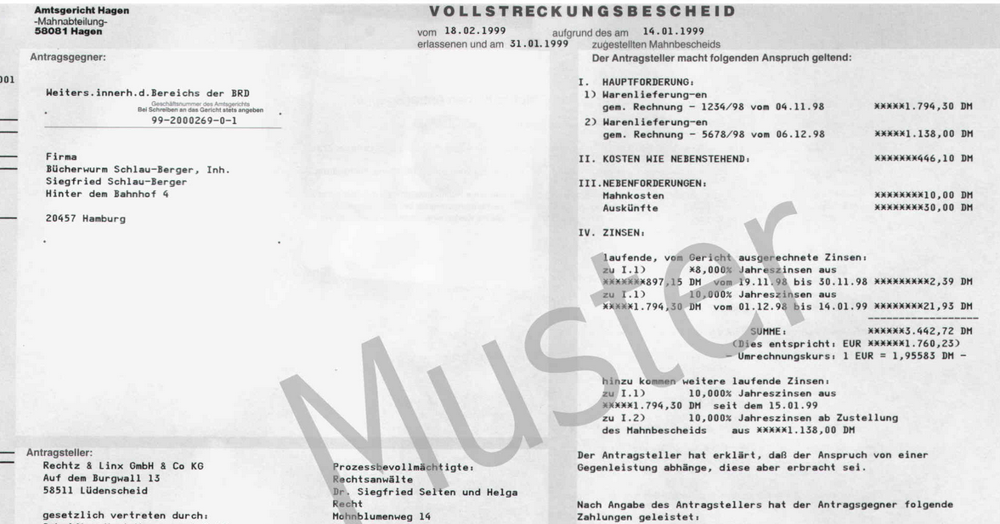 Amtsgericht Hagen
-Mahnabteilung-
58081 Hagen
VOLLSTRECKUNGSBESCHEID
vom 18.02.1999 aufgrund des am 14.01.1999
erlassenen und am 31.01.1999 zugestellten Mahnbescheids
Antragsgegner:
Der Antragsteller macht folgenden Anspruch geltend:
001
Weiters.innerh.d.Bereichs der BRD
Geschäftsnummer des Amtsgerichts
Bei Schreiben an das Gericht stets angeben
99-2000269-0-1
Firma
Bücherwurm Schlau-Berger, Inh.
Siegfried Schlau-Berger
Hinter dem Bahnhof 4
20457 Hamburg
I. HAUPTFORDERUNG:
1) Warenlieferung-en
gem. Rechnung - 1234/98 vom 04.11.98 *****1.794,30 DM
2) Warenlieferung-en
gem. Rechnung - 5678/98 vom 06.12.98 *****1.138,00 DM
II. KOSTEN WIE NEBENSTEHEND: *******446,10 DM
III.NEBENFORDERUNGEN:
Mahnkosten ********10,00 DM
Auskünfte ********30,00 DM
IV. ZINSEN:
laufende, vom Gericht ausgerechnete Zinsen:
zu I.1) *8,000% Jahreszinsen aus
*******897,15 DM vom 19.11.98 bis 30.11.98 *********2,39 DM
zu I.1) 10,000% Jahreszinsen aus
*****1.794,30 DM vom 01.12.98 bis 14.01.99 ********21,93 DM
SUMME: ******3.442,72 DM
(Dies entspricht: EUR ******1.760,23)
- Umrechnungskurs: 1 EUR = 1,95583 DM -
hinzu kommen weitere laufende Zinsen:
zu I.1) 10,000% Jahreszinsen aus
*****1.794,30 DM seit dem 15.01.99
zu I.2) 10,000% Jahreszinsen ab Zustellung
des Mahnbescheids aus *****1.138,00 DM
Der Antragsteller hat erklärt, daß der Anspruch von einer
Gegenleistung abhänge, diese aber erbracht sei.
Nach Angabe des Antragstellers hat der Antragsgegner folgende
Zahlungen geleistet:
Antragsteller:
Rechtz & Linx GmbH & Co KG
Auf dem Burgwall 13
58511 Lüdenscheid
gesetzlich vertreten durch:
Prozessbevollmächtigte:
Rechtsanwälte
Dr. Siegfried Selten und Helga
Recht
Mohnblumenweg 14
Muster